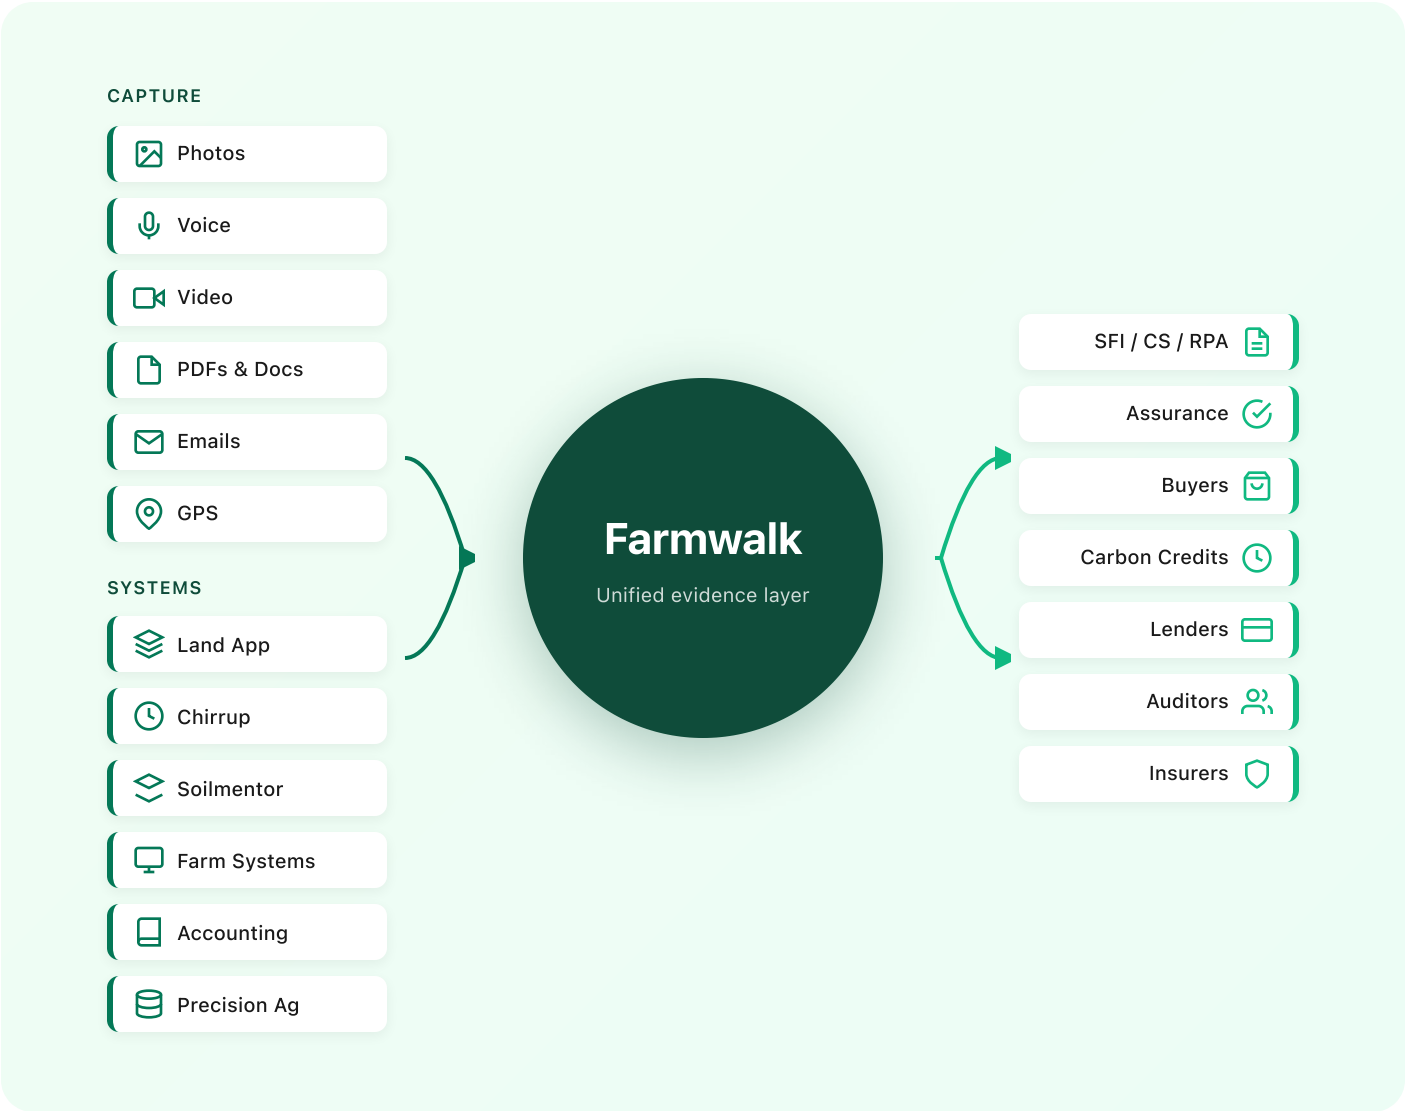 CAPTURE
Photos
Voice
Video
PDFs & Docs
Emails
GPS
SYSTEMS
Land App
Chirrup
Soilmentor
Farm Systems
Accounting
Precision Ag
Farmwalk
Unified evidence layer
SFI / CS / RPA
Assurance
Buyers
Carbon Credits
Lenders
Auditors
Insurers